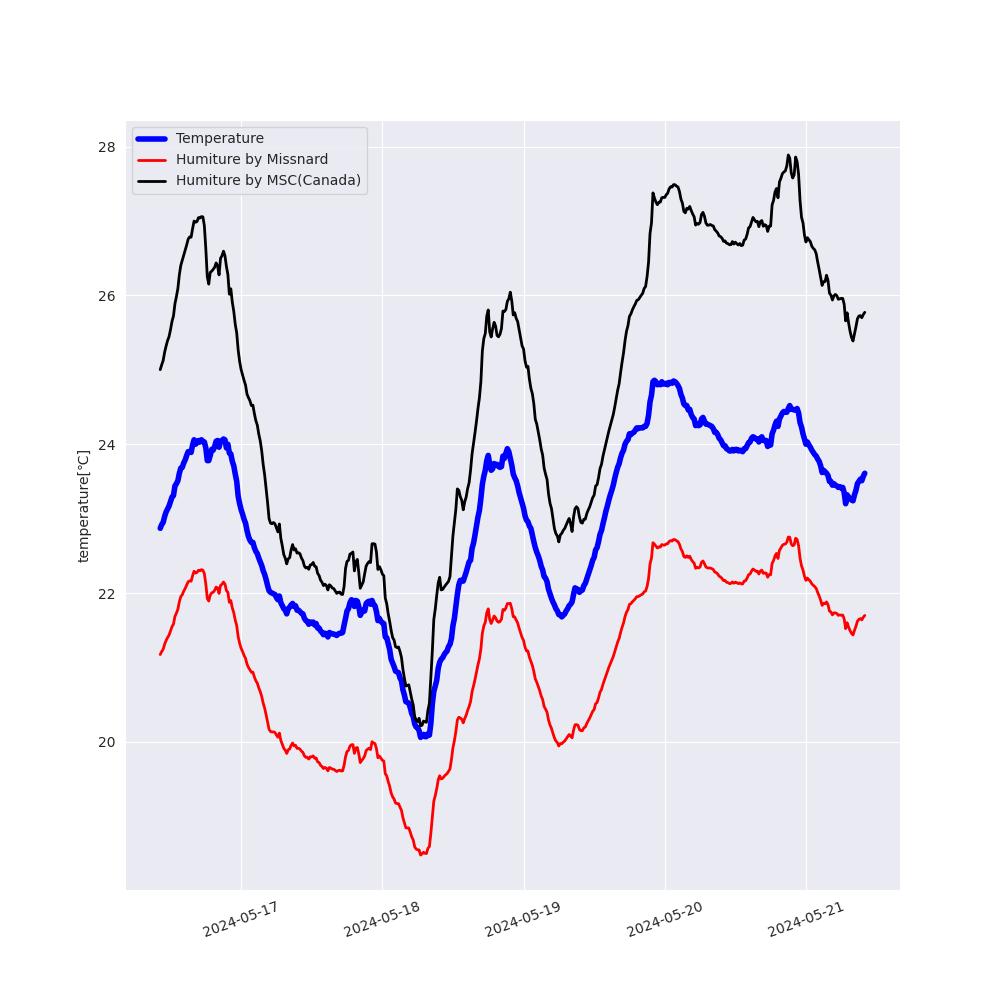 Temperature
Humiture by Missnard
Humiture by MSC(Canada)
28
26
24
22
20
temperature[℃]
2024-05-17
2024-05-18
2024-05-19
2024-05-20
2024-05-21